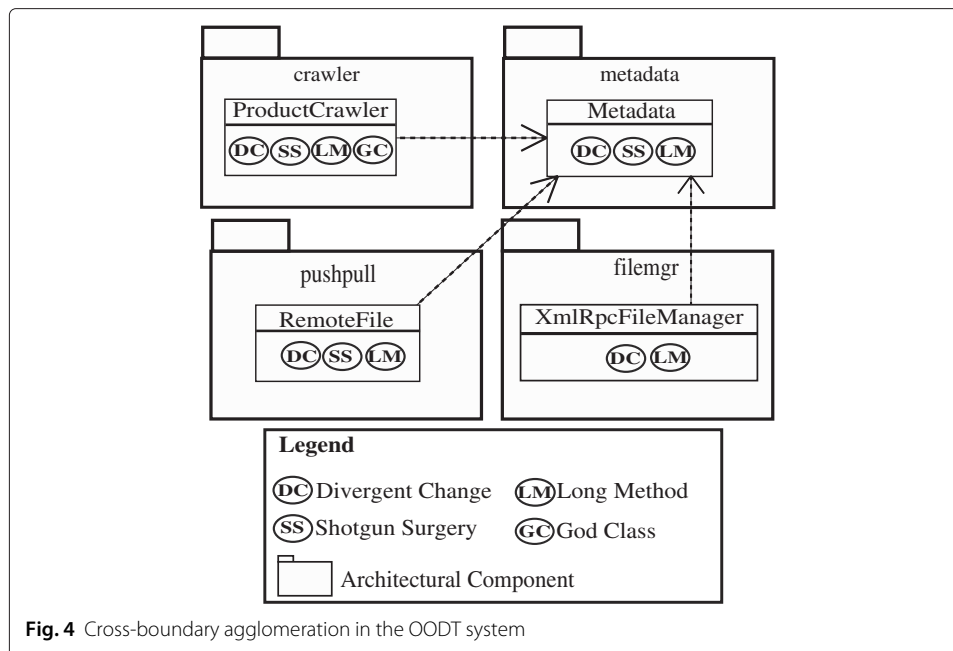 crawler
ProductCrawler
DC SS LM GC
metadata
Metadata
DC SS LM
pushpull
RemoteFile
DC SS LM
filemgr
XmlRpcFileManager
DC LM
Legend
DC Divergent Change
LM Long Method
SS Shotgun Surgery
GC God Class
Architectural Component
Fig. 4 Cross-boundary agglomeration in the OODT system